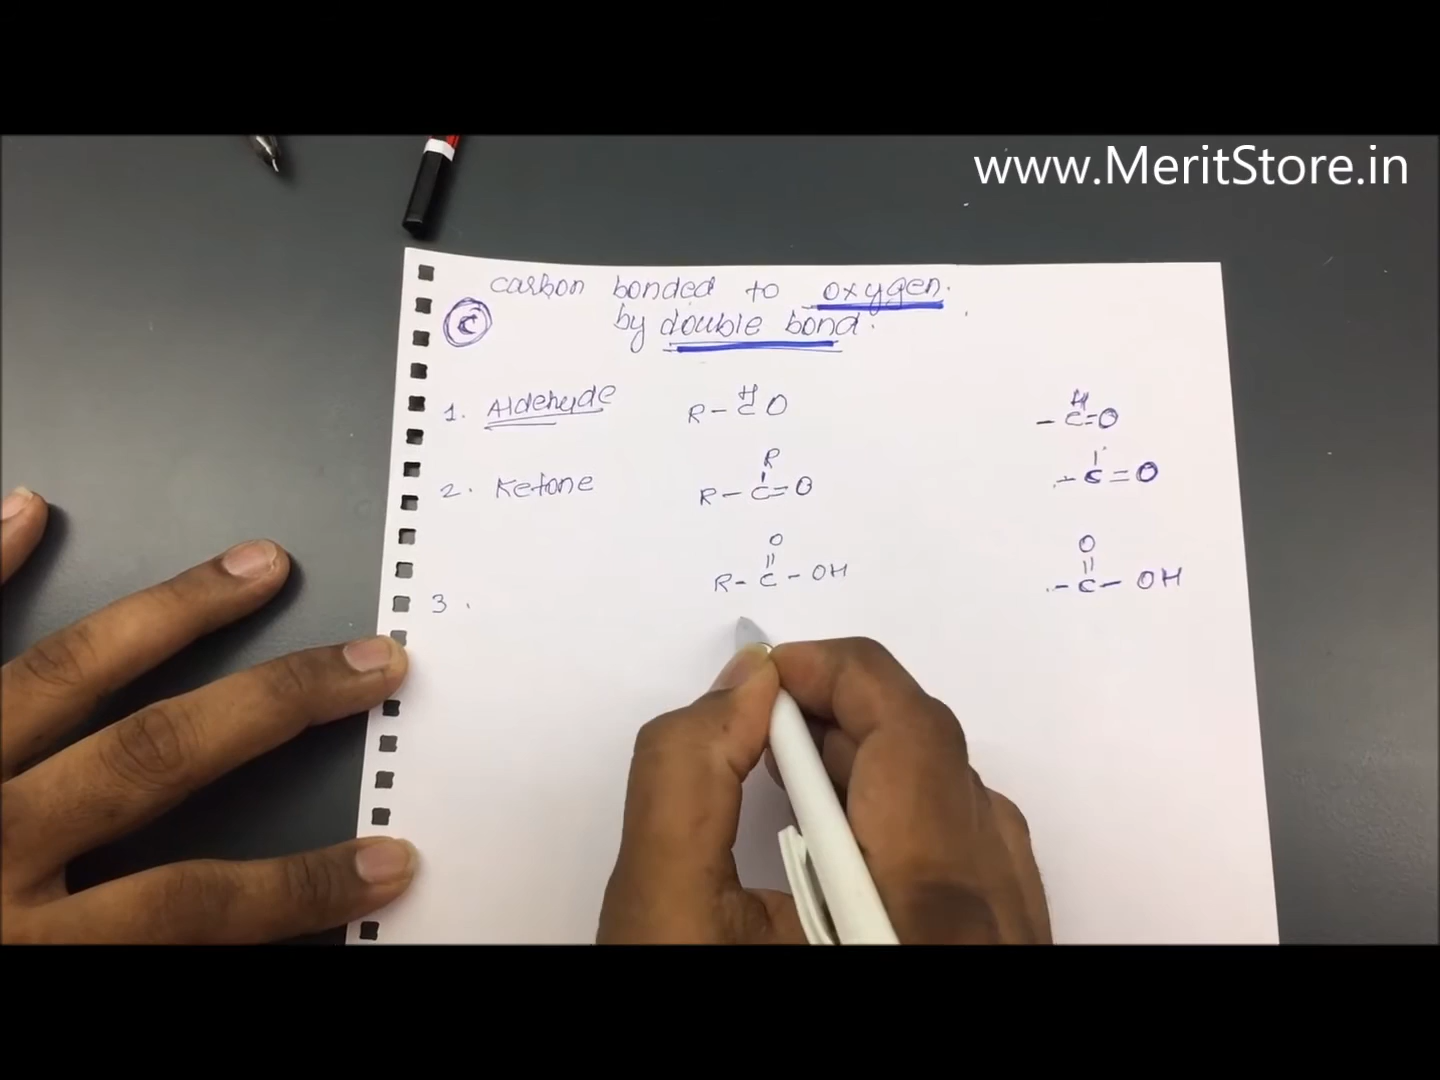 www.MeritStore.in
carbon bonded to oxygen.
C by double bond.
H H
1. Aldehyde R – C O – C = O
R
2. Ketone R – C = O – C = O
O O
3. R – C – OH – C – OH